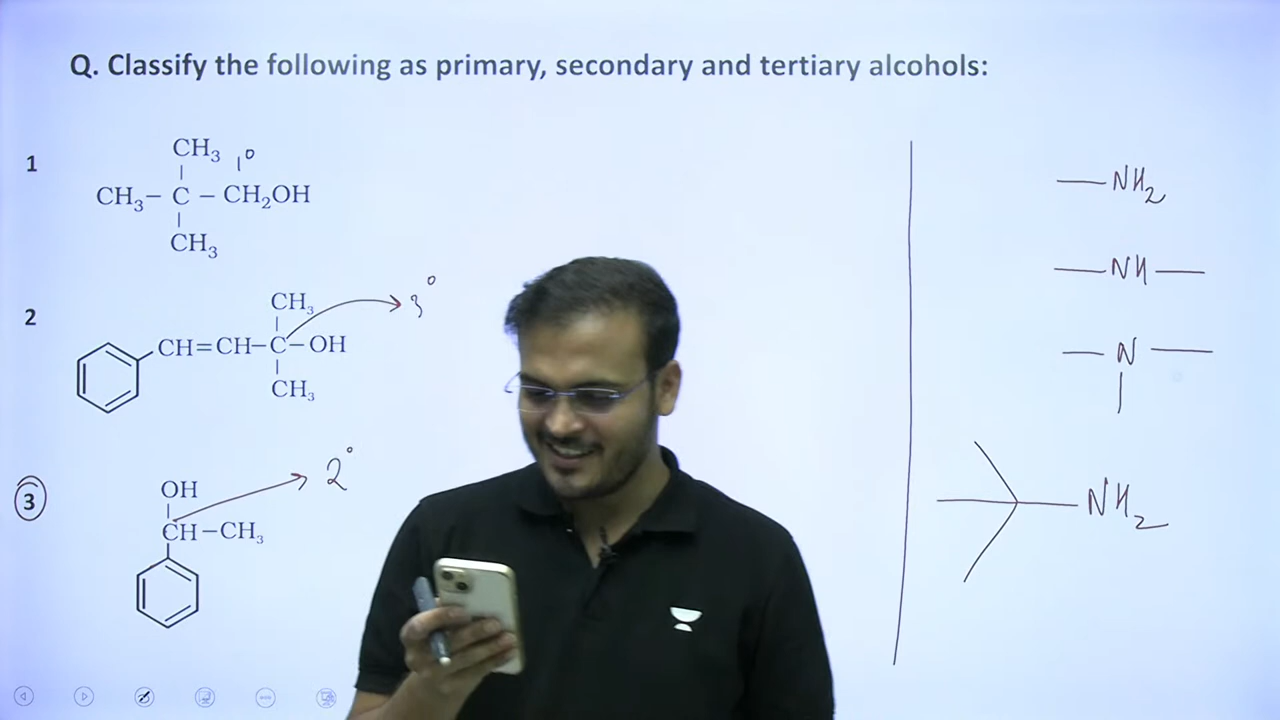 Q. Classify the following as primary, secondary and tertiary alcohols:
1
CH₃ 1°
CH₃– C – CH₂OH
CH₃
2
CH₃ 3°
CH=CH–C–OH
CH₃
3
OH 2°
CH–CH₃
—NH₂
—NH—
—N—
NH₂